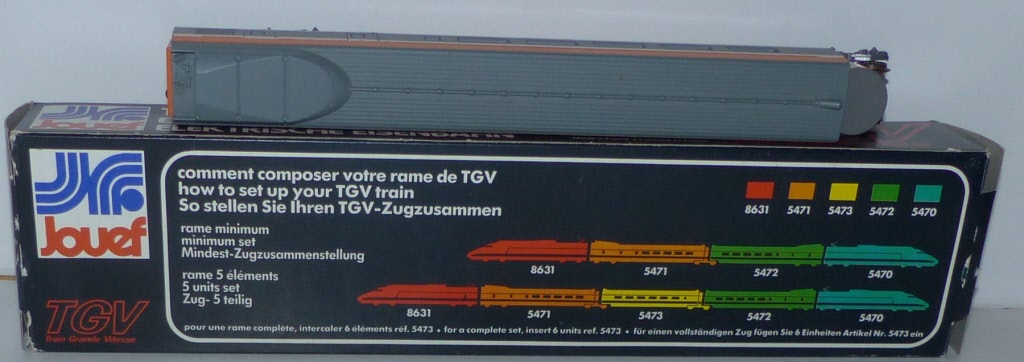 ELEKTRISCHE EISENBAHN
TGV
Jouef
comment composer votre rame de TGV
how to set up your TGV train
So stellen Sie Ihren TGV-Zugzusammen
8631 5471 5473 5472 5470
rame minimum
minimum set
Mindest-Zugzusammenstellung
8631 5471 5472 5470
rame 5 éléments
5 units set
Zug- 5 teilig
8631 5471 5473 5472 5470
TGV
Train Grande Vitesse
pour une rame complète, intercaler 6 éléments réf. 5473 • for a complete set, insert 6 units ref. 5473 • für einen vollständigen Zug fügen Sie 6 Einheiten Artikel Nr. 5473 ein